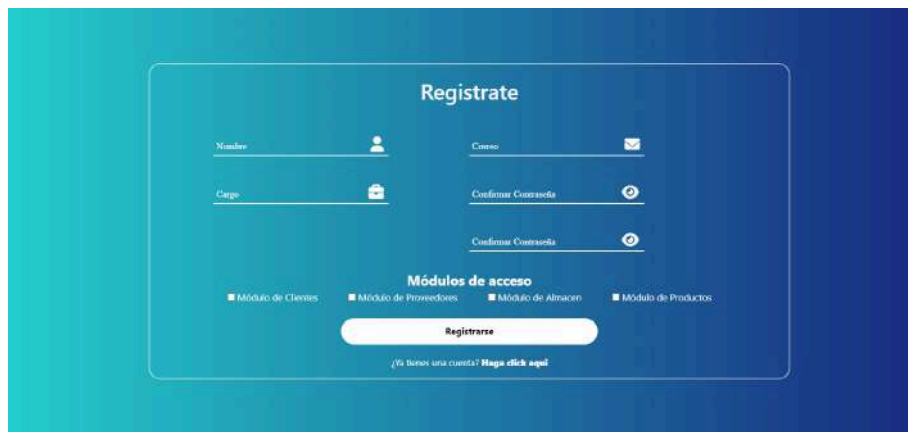 Registrate
Nombre
Correo
Cargo
Confirmar Contraseña
Confirmar Contraseña
Módulos de acceso
Módulo de Clientes Módulo de Proveedores Módulo de Almacen Módulo de Productos
Registrarse
¿Ya tienes una cuenta? Haga click aqui